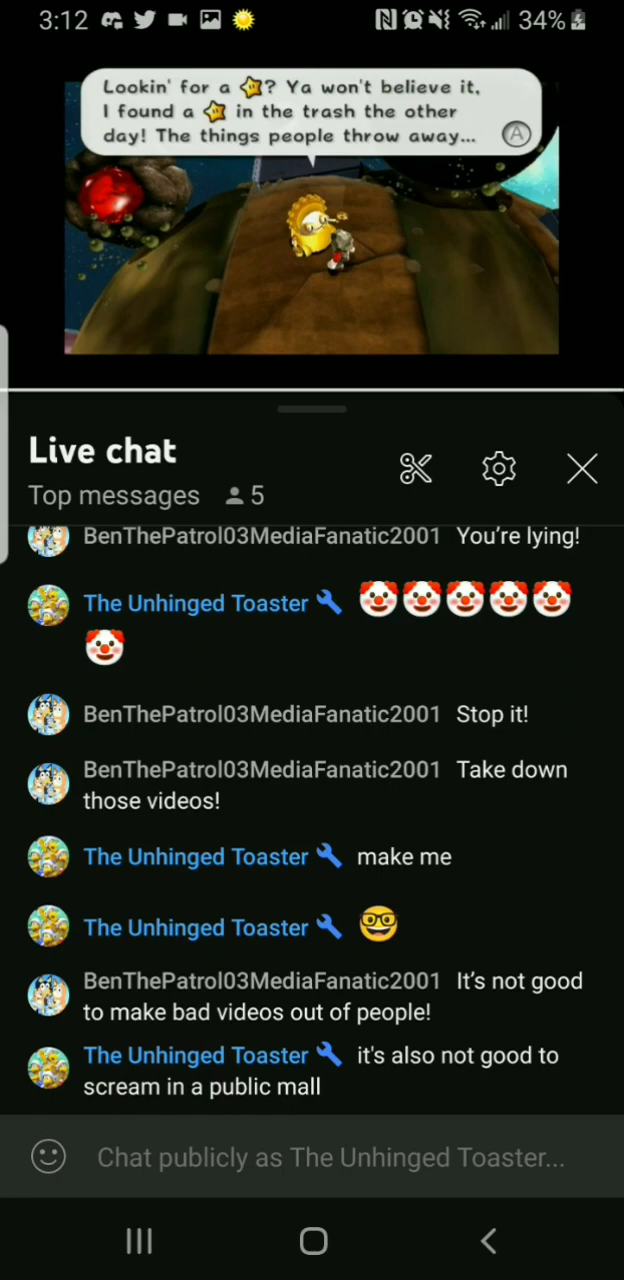 3:12
34%
Lookin' for a ? Ya won't believe it,
I found a in the trash the other
day! The things people throw away...
A
Live chat
Top messages 5
BenThePatrol03MediaFanatic2001 You're lying!
The Unhinged Toaster 🔧 🤡🤡🤡🤡🤡
🤡
BenThePatrol03MediaFanatic2001 Stop it!
BenThePatrol03MediaFanatic2001 Take down
those videos!
The Unhinged Toaster 🔧 make me
The Unhinged Toaster 🔧 🤓
BenThePatrol03MediaFanatic2001 It's not good
to make bad videos out of people!
The Unhinged Toaster 🔧 it's also not good to
scream in a public mall
Chat publicly as The Unhinged Toaster...